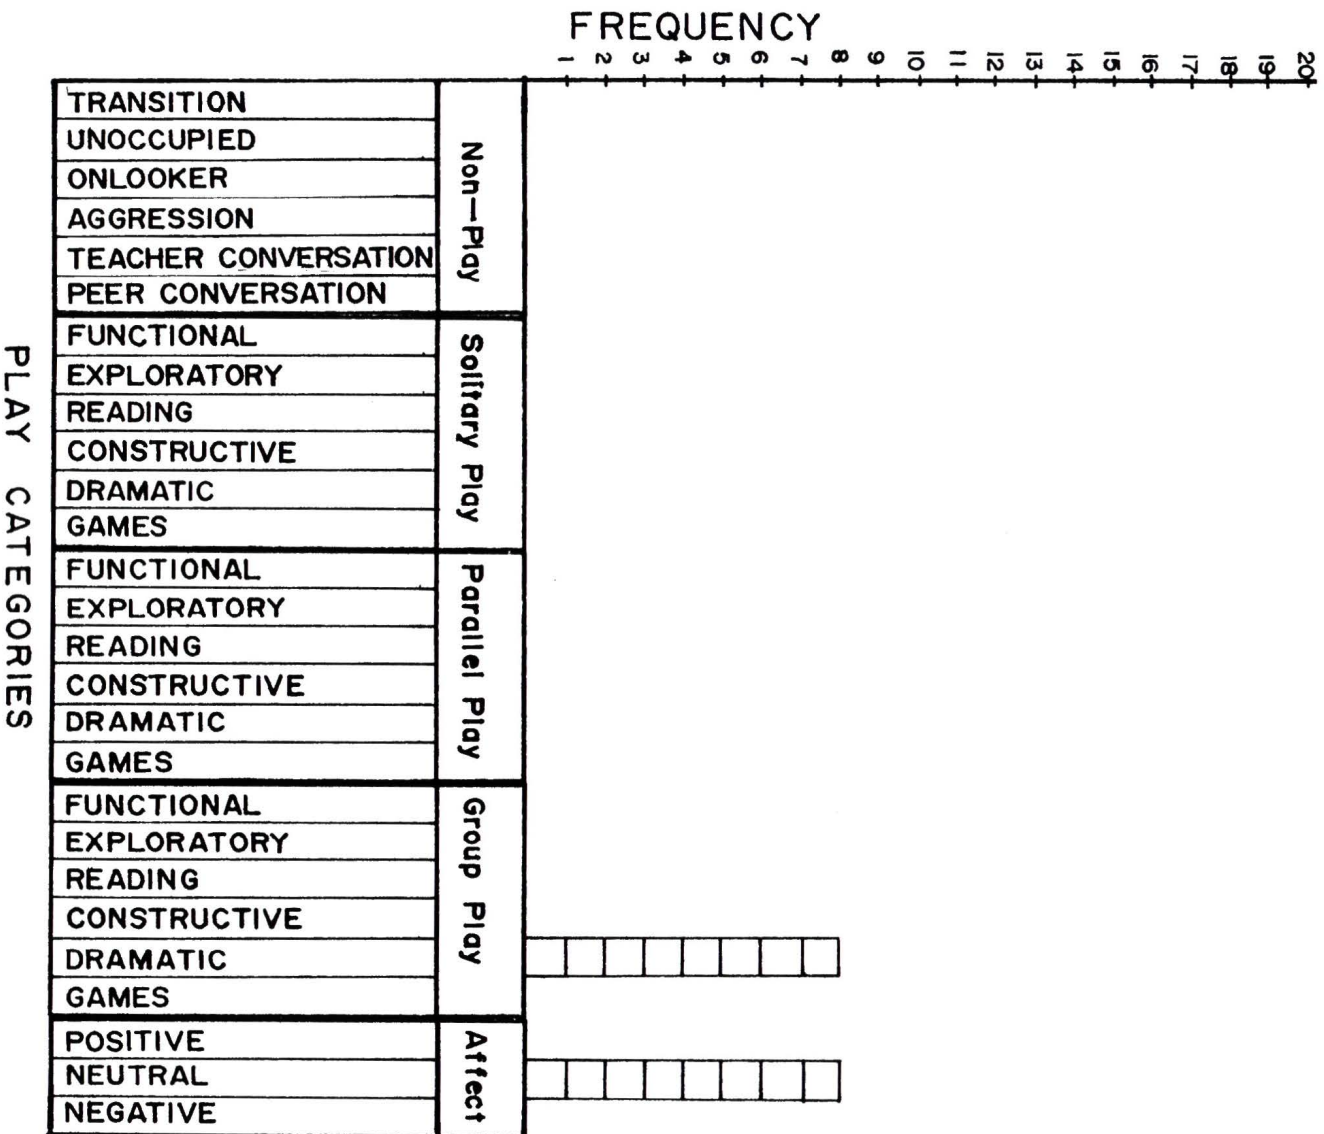 FREQUENCY
1 2 3 4 5 6 7 8 9 10 11 12 13 14 15 16 17 18 19 20
PLAY CATEGORIES
Non-Play
TRANSITION
UNOCCUPIED
ONLOOKER
AGGRESSION
TEACHER CONVERSATION
PEER CONVERSATION
Solitary Play
FUNCTIONAL
EXPLORATORY
READING
CONSTRUCTIVE
DRAMATIC
GAMES
Parallel Play
FUNCTIONAL
EXPLORATORY
READING
CONSTRUCTIVE
DRAMATIC
GAMES
Group Play
FUNCTIONAL
EXPLORATORY
READING
CONSTRUCTIVE
DRAMATIC
GAMES
Affect
POSITIVE
NEUTRAL
NEGATIVE